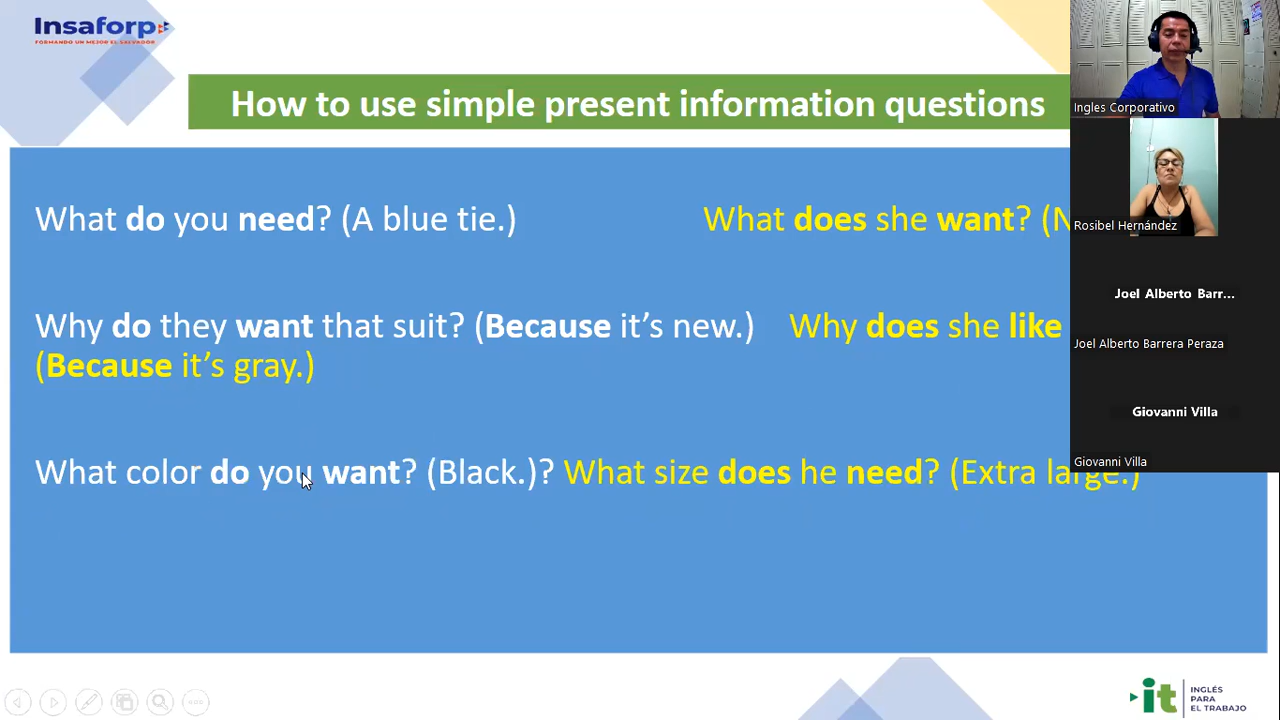 Insaforp
FORMANDO UN MEJOR EL SALVADOR
How to use simple present information questions
What do you need? (A blue tie.) What does she want? (N
Why do they want that suit? (Because it's new.) Why does she like
(Because it's gray.)
What color do you want? (Black.)? What size does he need? (Extra large.)
Ingles Corporativo
Rosibel Hernández
Joel Alberto Barr...
Joel Alberto Barrera Peraza
Giovanni Villa
Giovanni Villa
it INGLÉS
PARA
EL TRABAJO